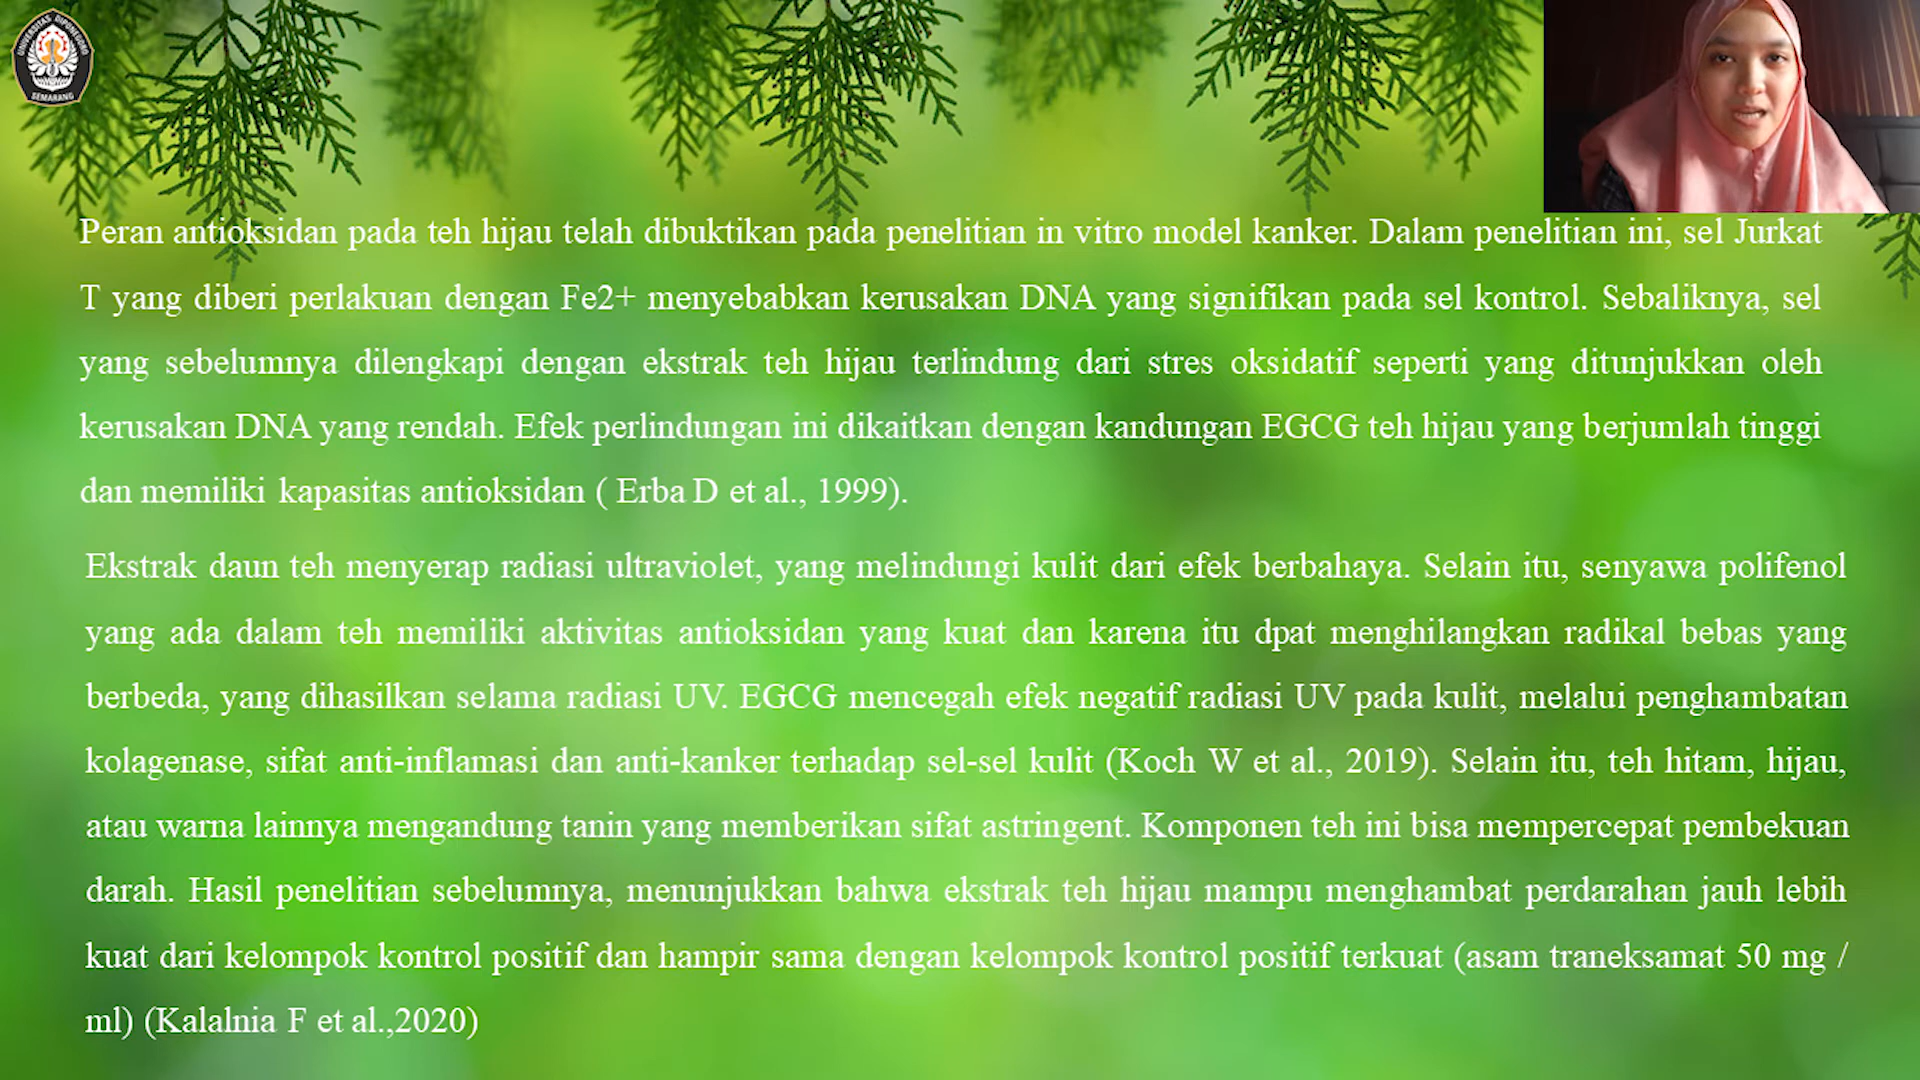 UNIVERSITAS DIPONEGORO
SEMARANG
Peran antioksidan pada teh hijau telah dibuktikan pada penelitian in vitro model kanker. Dalam penelitian ini, sel Jurkat
T yang diberi perlakuan dengan Fe2+ menyebabkan kerusakan DNA yang signifikan pada sel kontrol. Sebaliknya, sel
yang sebelumnya dilengkapi dengan ekstrak teh hijau terlindung dari stres oksidatif seperti yang ditunjukkan oleh
kerusakan DNA yang rendah. Efek perlindungan ini dikaitkan dengan kandungan EGCG teh hijau yang berjumlah tinggi
dan memiliki kapasitas antioksidan ( Erba D et al., 1999).
Ekstrak daun teh menyerap radiasi ultraviolet, yang melindungi kulit dari efek berbahaya. Selain itu, senyawa polifenol
yang ada dalam teh memiliki aktivitas antioksidan yang kuat dan karena itu dpat menghilangkan radikal bebas yang
berbeda, yang dihasilkan selama radiasi UV. EGCG mencegah efek negatif radiasi UV pada kulit, melalui penghambatan
kolagenase, sifat anti-inflamasi dan anti-kanker terhadap sel-sel kulit (Koch W et al., 2019). Selain itu, teh hitam, hijau,
atau warna lainnya mengandung tanin yang memberikan sifat astringent. Komponen teh ini bisa mempercepat pembekuan
darah. Hasil penelitian sebelumnya, menunjukkan bahwa ekstrak teh hijau mampu menghambat perdarahan jauh lebih
kuat dari kelompok kontrol positif dan hampir sama dengan kelompok kontrol positif terkuat (asam traneksamat 50 mg /
ml) (Kalalnia F et al.,2020)